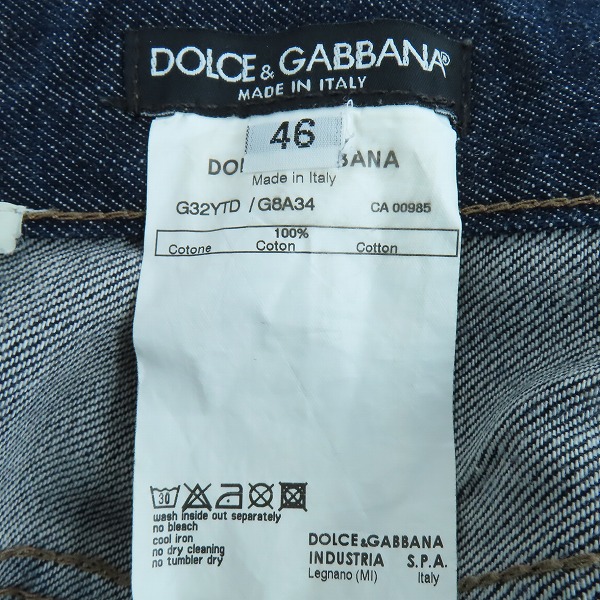 DOLCE & GABBANA®
MADE IN ITALY
46
DOL BANA
Made in Italy
G32YTD / G8A34 CA 00985
100%
Cotone Coton Cotton
30
wash inside out separately
no bleach
cool iron
no dry cleaning
no tumbler dry
DOLCE&GABBANA
INDUSTRIA S.P.A.
Legnano (MI) Italy